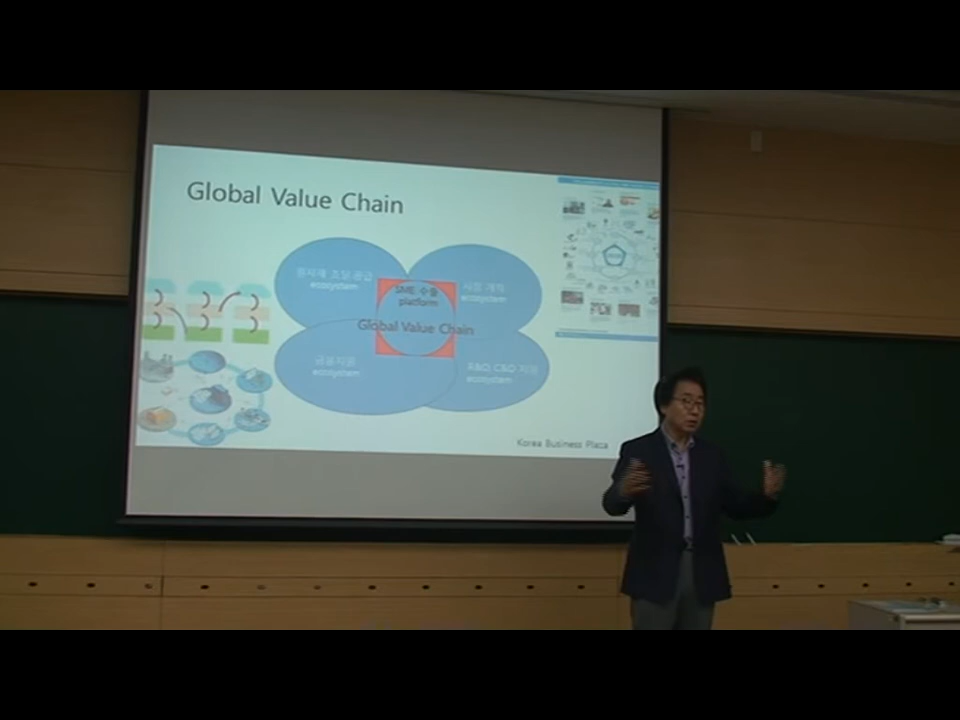 Global Value Chain
원자재 조달 공급
ecosystem
시장 개척
ecosystem
SME 수출
platform
Global Value Chain
금융지원
ecosystem
R&D, C&D 지원
ecosystem
Korea Business Plaza